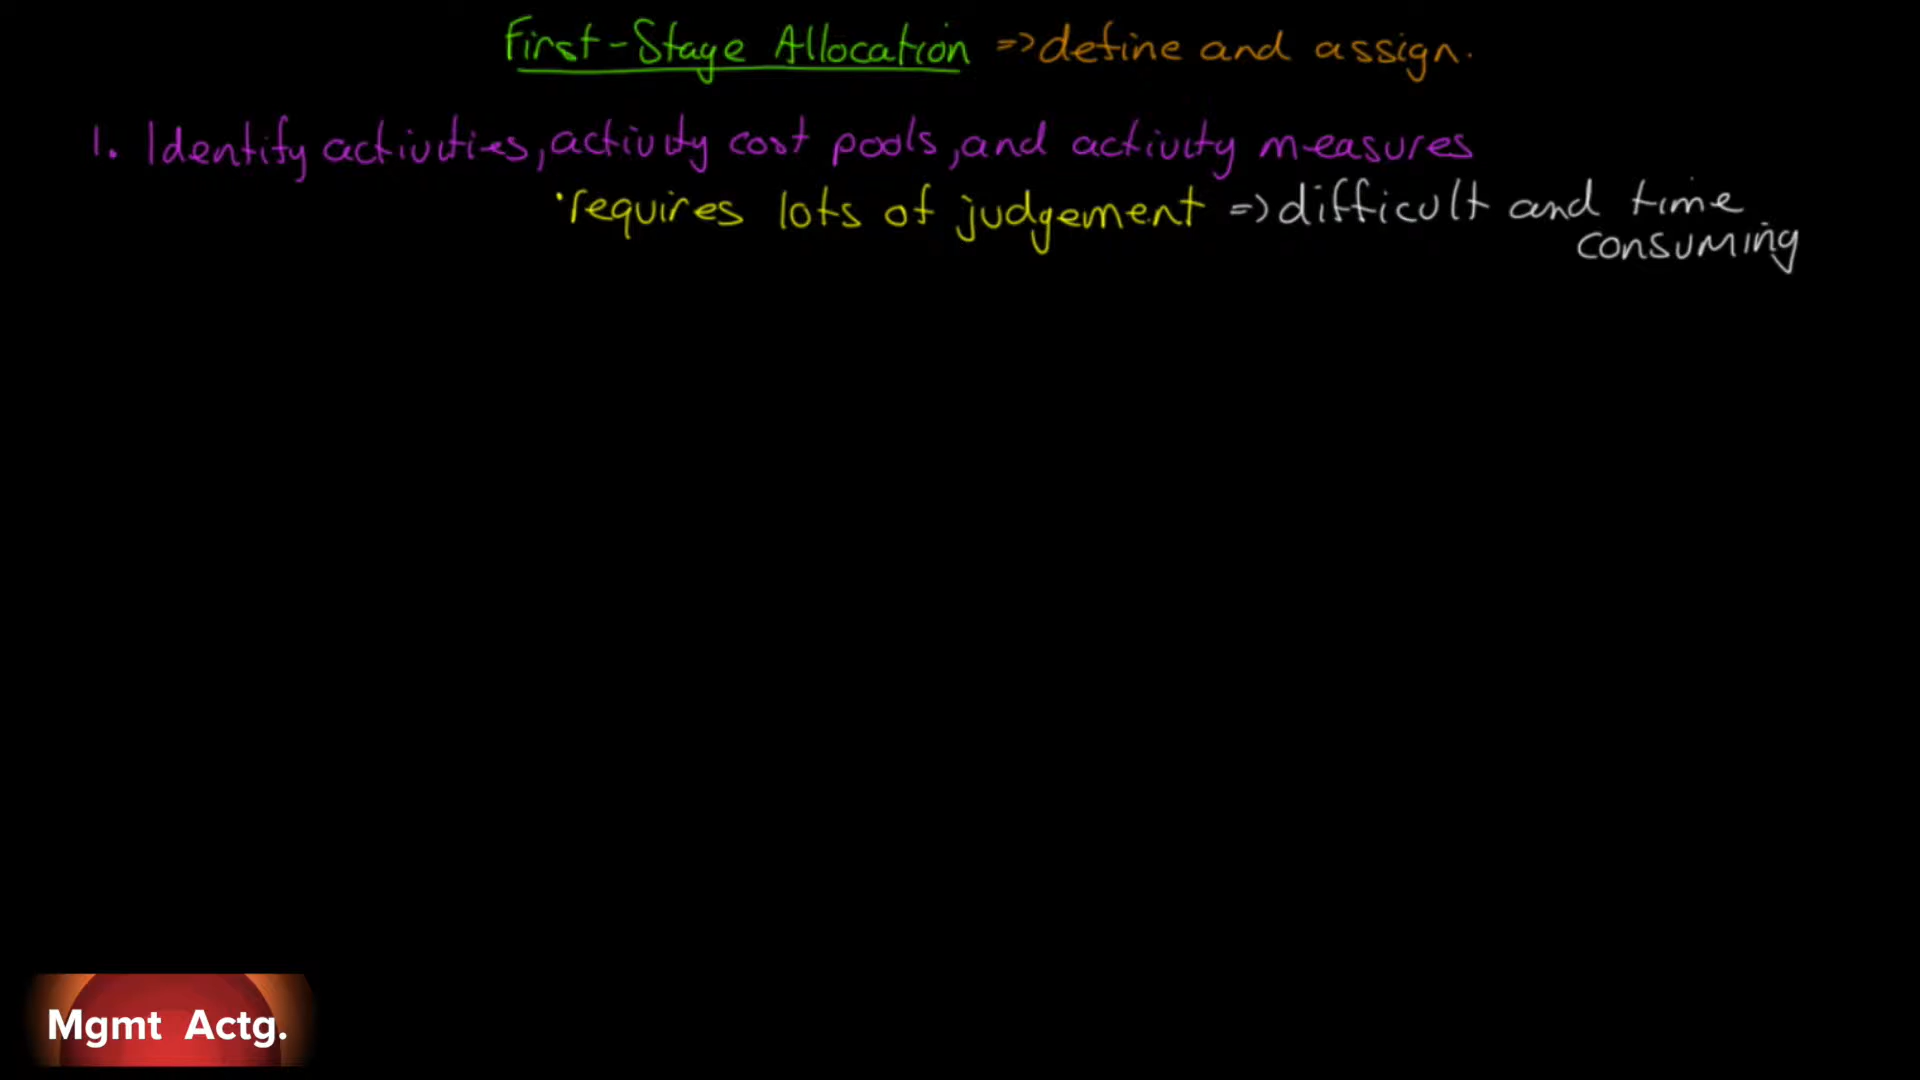 First-Stage Allocation => define and assign.
1. Identify activities, activity cost pools, and activity measures
·requires lots of judgement => difficult and time
consuming
Mgmt Actg.